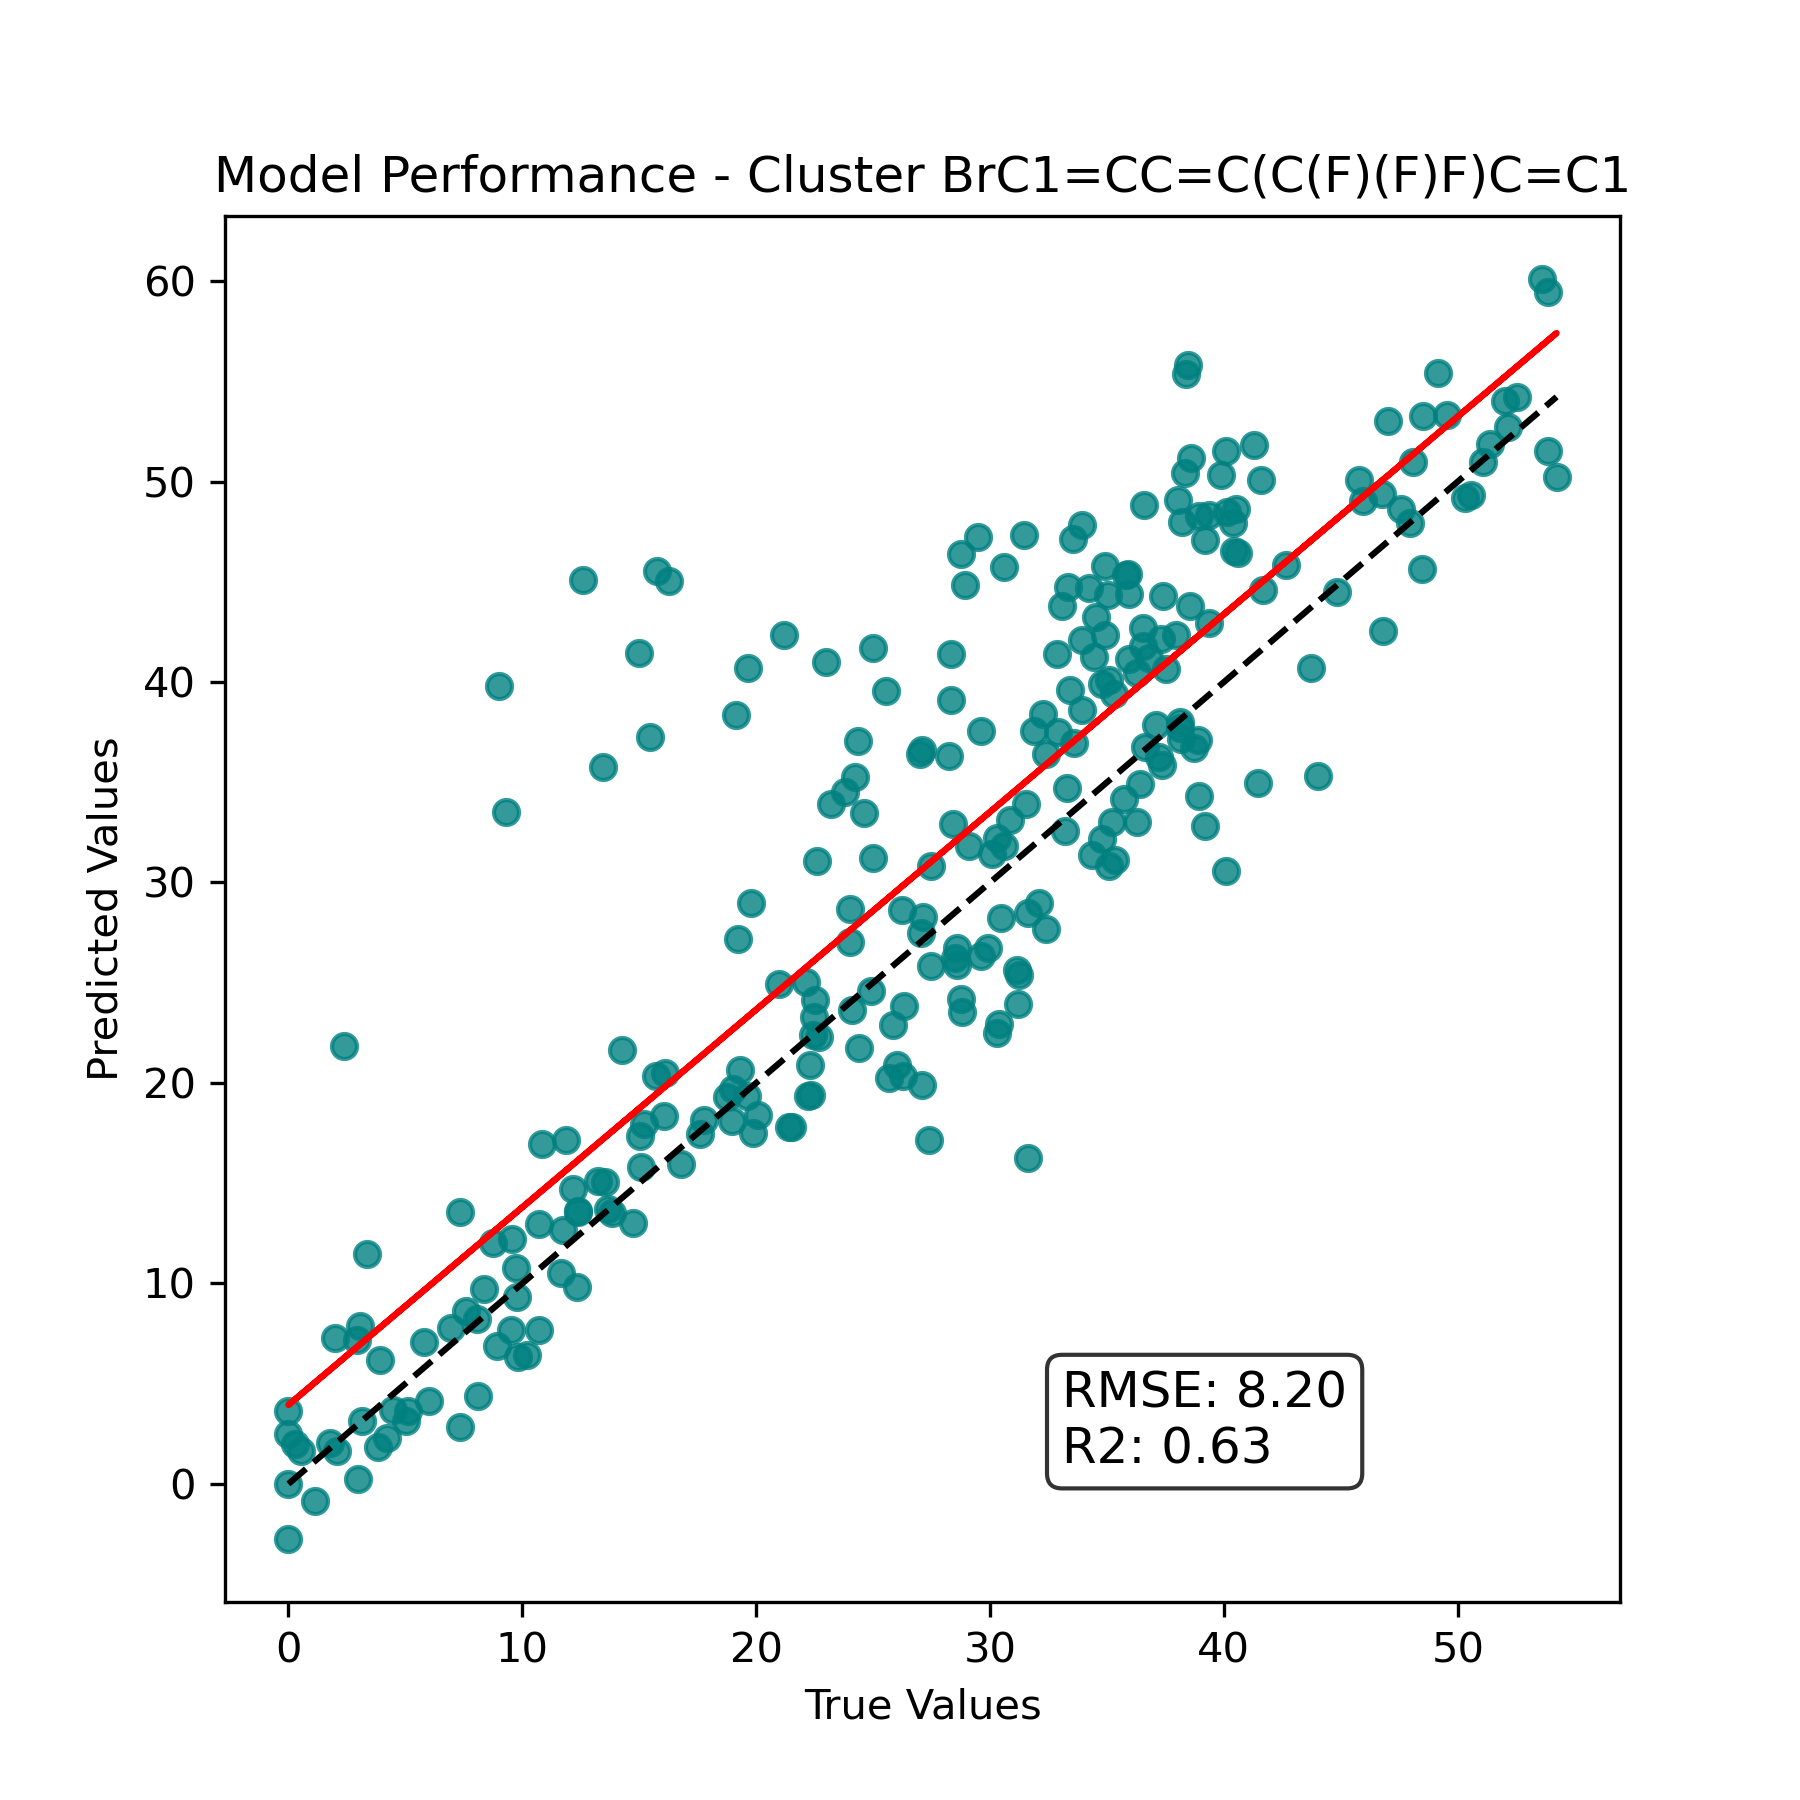 Model Performance - Cluster BrC1=CC=C(C(F)(F)F)C=C1
Predicted Values
60
50
40
30
20
10
0
RMSE: 8.20
R2: 0.63
0 10 20 30 40 50
True Values